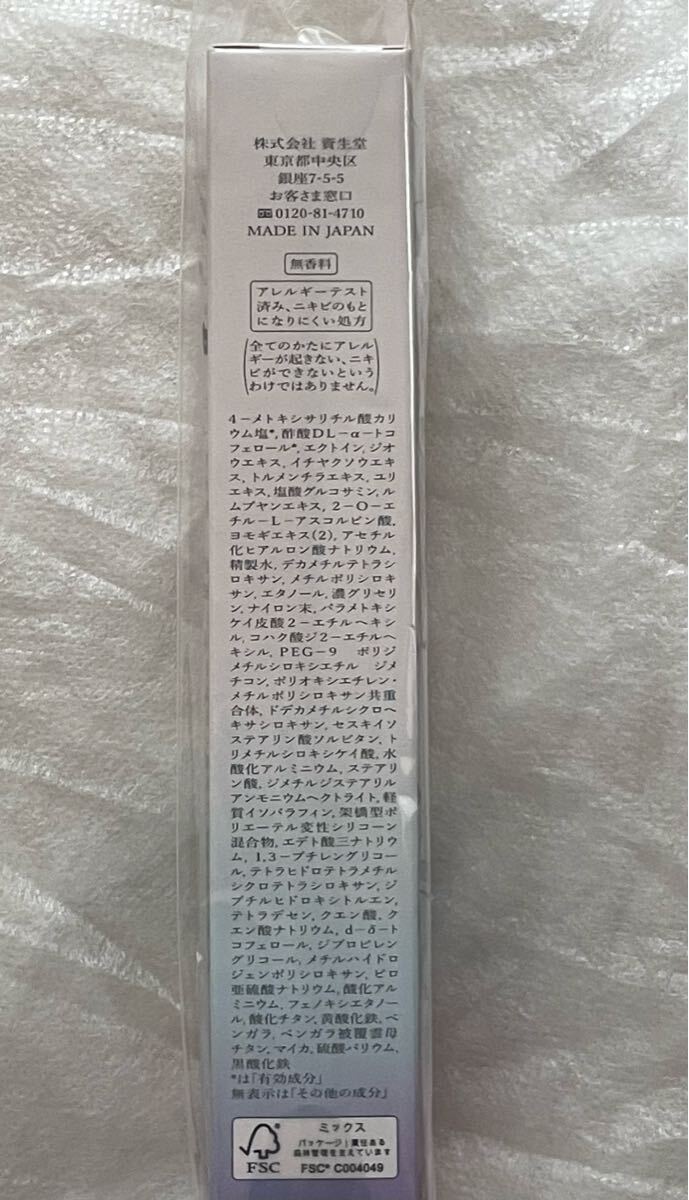 株式会社 資生堂
東京都中央区
銀座7-5-5
お客さま窓口
0120-81-4710
MADE IN JAPAN
無香料
アレルギーテスト
済み、ニキビのもと
になりにくい処方
(全てのかたにアレル
ギーが起きない、ニキ
ビができないという
わけではありません。)
4-メトキシサリチル酸カリ
ウム塩*, 酢酸DL-α-ト
コフェロール*, エクトイン, ジオ
ウエキス, イチヤクソウエキ
ス, トルメンチラエキス, ユリ
エキス, 塩酸グルコサミン, ル
ムプヤンエキス, 2-O-エ
チル-L-アスコルビン酸,
ヨモギエキス(2), アセチル
化ヒアルロン酸ナトリウム,
精製水, デカメチルテトラシ
ロキサン, メチルポリシロキ
サン, エタノール, 濃グリセリ
ン, ナイロン末, パラメトキシ
ケイ皮酸2-エチルヘキシ
ル, コハク酸ジ2-エチルヘ
キシル, PEG-9 ポリジ
メチルシロキシエチル ジメ
チコン, ポリオキシエチレン・
メチルポリシロキサン共重
合体, ドデカメチルシクロヘ
キサシロキサン, セスキイソ
ステアリン酸ソルビタン, ト
リメチルシロキシケイ酸, 水
酸化アルミニウム, ステアリ
ン酸, ジメチルジステアリル
アンモニウムヘクトライト, 軽
質イソパラフィン, 架橋型ポ
リエーテル変性シリコーン
混合物, エデト酸三ナトリウ
ム, 1,3-ブチレングリコー
ル, テトラヒドロテトラメチル
シクロテトラシロキサン, ジ
ブチルヒドロキシトルエン,
テトラデセン, クエン酸, ク
エン酸ナトリウム, d-δ-ト
コフェロール, ジプロピレン
グリコール, メチルハイドロ
ジェンポリシロキサン, ピロ
亜硫酸ナトリウム, 酸化アル
ミニウム, フェノキシエタノー
ル, 酸化チタン, 黄酸化鉄, ベ
ンガラ, ベンガラ被覆雲母
チタン, マイカ, 硫酸バリウム,
黒酸化鉄
*は「有効成分」
無表示は「その他の成分」
FSC
ミックス
パッケージ | 責任ある
森林管理を支えています
FSC® C004049